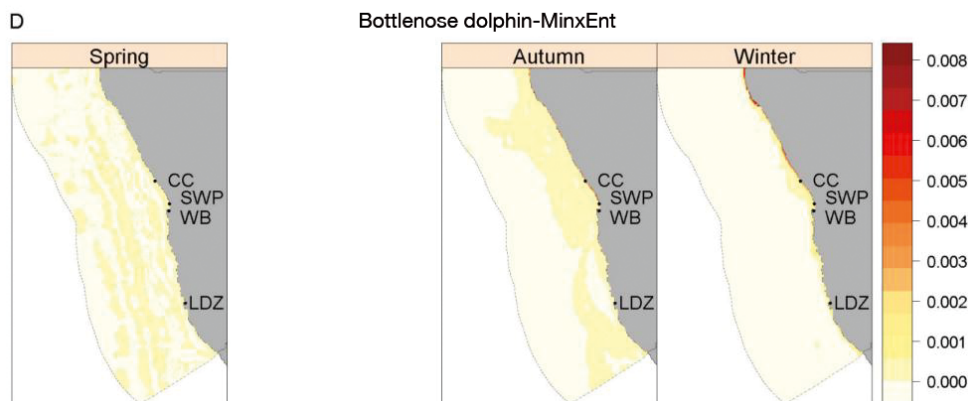 D
Bottlenose dolphin-MinxEnt
Spring
Autumn
Winter
CC
SWP
WB
LDZ
CC
SWP
WB
LDZ
CC
SWP
WB
LDZ
0.008
0.007
0.006
0.005
0.004
0.003
0.002
0.001
0.000